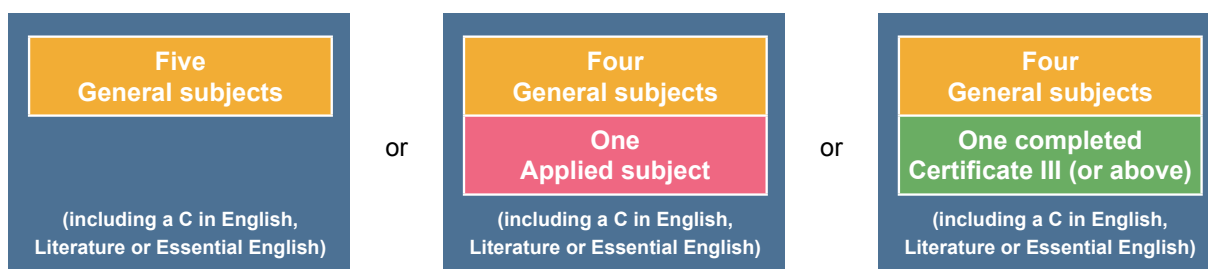 Five
General subjects
(including a C in English,
Literature or Essential English)
or
Four
General subjects
One
Applied subject
(including a C in English,
Literature or Essential English)
or
Four
General subjects
One completed
Certificate III (or above)
(including a C in English,
Literature or Essential English)